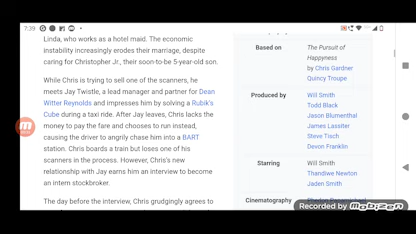 7:39
Linda, who works as a hotel maid. The economic
instability increasingly erodes their marriage, despite
caring for Christopher Jr., their soon-to-be 5-year-old son.
While Chris is trying to sell one of the scanners, he
meets Jay Twistle, a lead manager and partner for Dean
Witter Reynolds and impresses him by solving a Rubik's
Cube during a taxi ride. After Jay leaves, Chris lacks the
money to pay the fare and chooses to run instead,
causing the driver to angrily chase him into a BART
station. Chris boards a train but loses one of his
scanners in the process. However, Chris's new
relationship with Jay earns him an interview to become
an intern stockbroker.
The day before the interview, Chris grudgingly agrees to
Based on
The Pursuit of
Happyness
by Chris Gardner
Quincy Troupe
Produced by
Will Smith
Todd Black
Jason Blumenthal
James Lassiter
Steve Tisch
Devon Franklin
Starring
Will Smith
Thandiwe Newton
Jaden Smith
Cinematography
Recorded by Mobizen